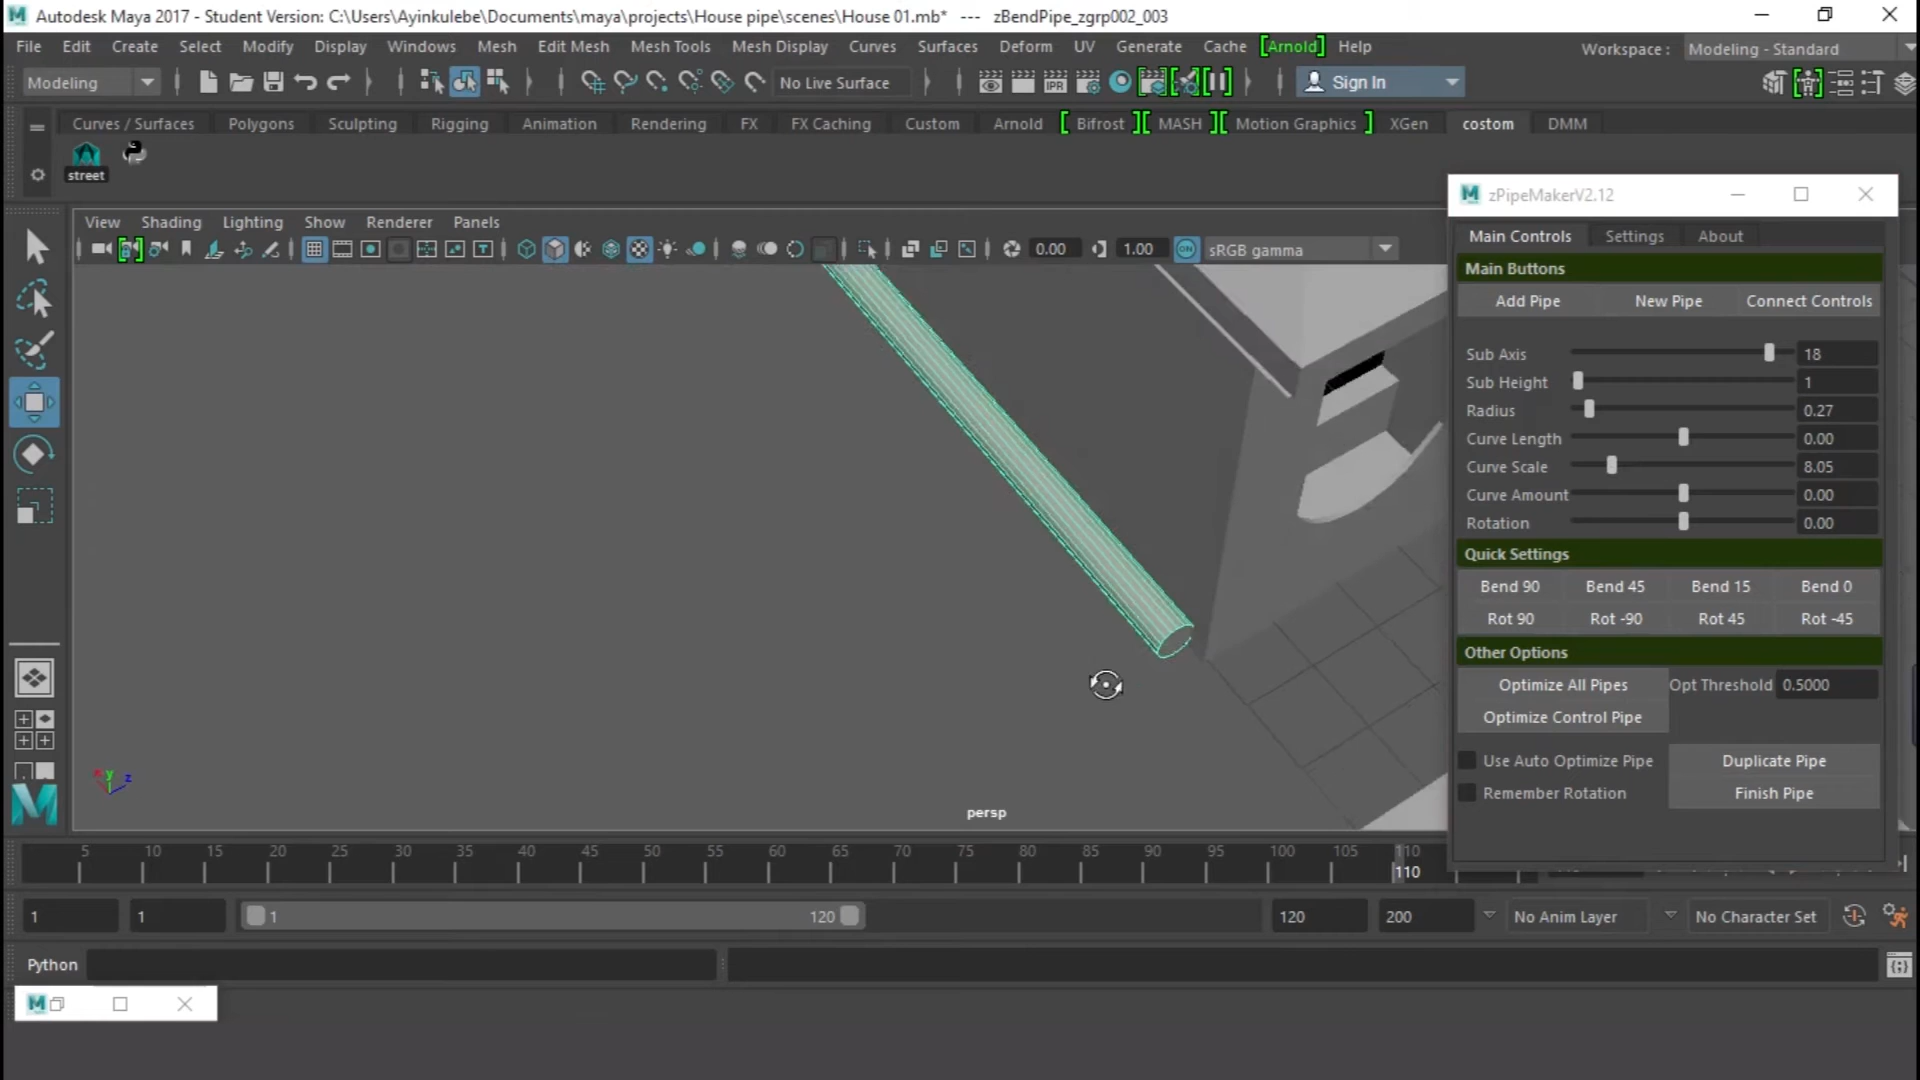 Autodesk Maya 2017 - Student Version: C:\Users\Ayinkulebe\Documents\maya\projects\House pipe\scenes\House 01.mb* --- zBendPipe_zgrp002_003
File Edit Create Select Modify Display Windows Mesh Edit Mesh Mesh Tools Mesh Display Curves Surfaces Deform UV Generate Cache [Arnold] Help Workspace : Modeling - Standard
Modeling No Live Surface IPR Sign In
Curves / Surfaces Polygons Sculpting Rigging Animation Rendering FX FX Caching Custom Arnold [ Bifrost ] [ MASH ] [ Motion Graphics ] XGen costom DMM
street
zPipeMakerV2.12
View Shading Lighting Show Renderer Panels
0.00 1.00 ON sRGB gamma
Main Controls Settings About
Main Buttons
Add Pipe New Pipe Connect Controls
Sub Axis 18
Sub Height 1
Radius 0.27
Curve Length 0.00
Curve Scale 8.05
Curve Amount 0.00
Rotation 0.00
Quick Settings
Bend 90 Bend 45 Bend 15 Bend 0
Rot 90 Rot -90 Rot 45 Rot -45
Other Options
Optimize All Pipes Opt Threshold 0.5000
Optimize Control Pipe
Use Auto Optimize Pipe Duplicate Pipe
Remember Rotation Finish Pipe
y z
persp
5 10 15 20 25 30 35 40 45 50 55 60 65 70 75 80 85 90 95 100 105 110
110
1 1 1 120 120 200 No Anim Layer No Character Set
Python